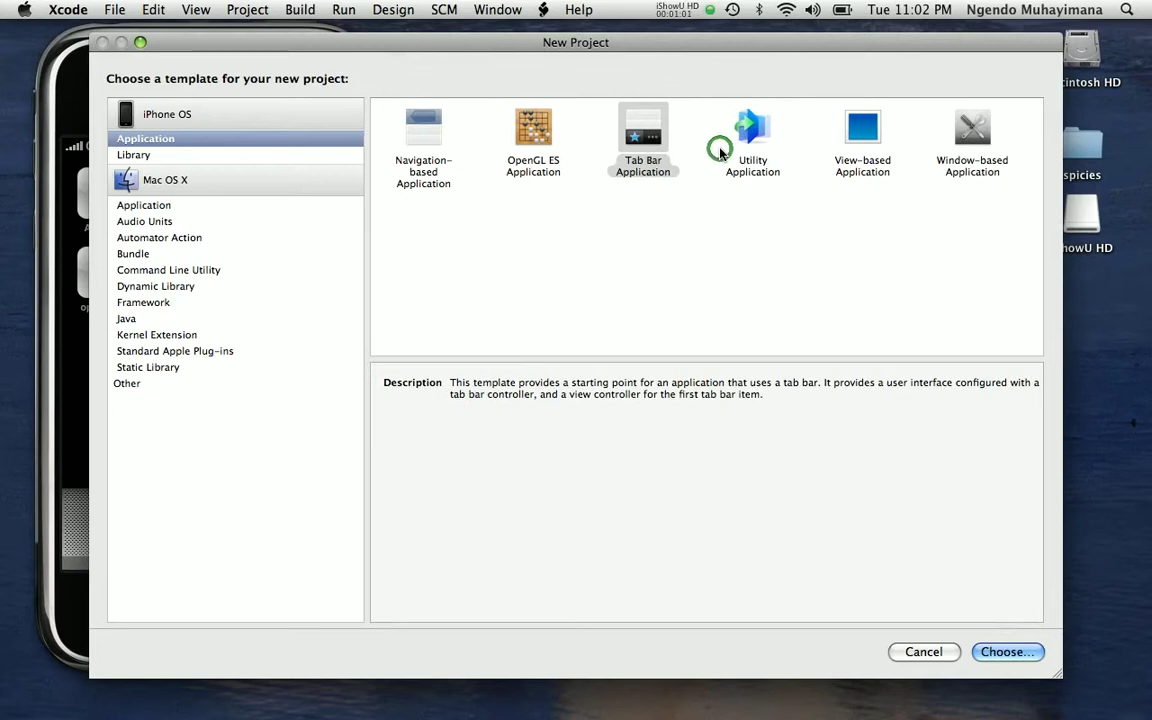 Xcode File Edit View Project Build Run Design SCM Window Help iShowU HD 00:01:01 Tue 11:02 PM Ngendo Muhayimana
New Project
Choose a template for your new project:
iPhone OS
Application
Library
Mac OS X
Application
Audio Units
Automator Action
Bundle
Command Line Utility
Dynamic Library
Framework
Java
Kernel Extension
Standard Apple Plug-ins
Static Library
Other
Navigation-
based
Application
OpenGL ES
Application
Tab Bar
Application
Utility
Application
View-based
Application
Window-based
Application
Description This template provides a starting point for an application that uses a tab bar. It provides a user interface configured with a
tab bar controller, and a view controller for the first tab bar item.
Cancel
Choose...
cintosh HD
spicies
howU HD